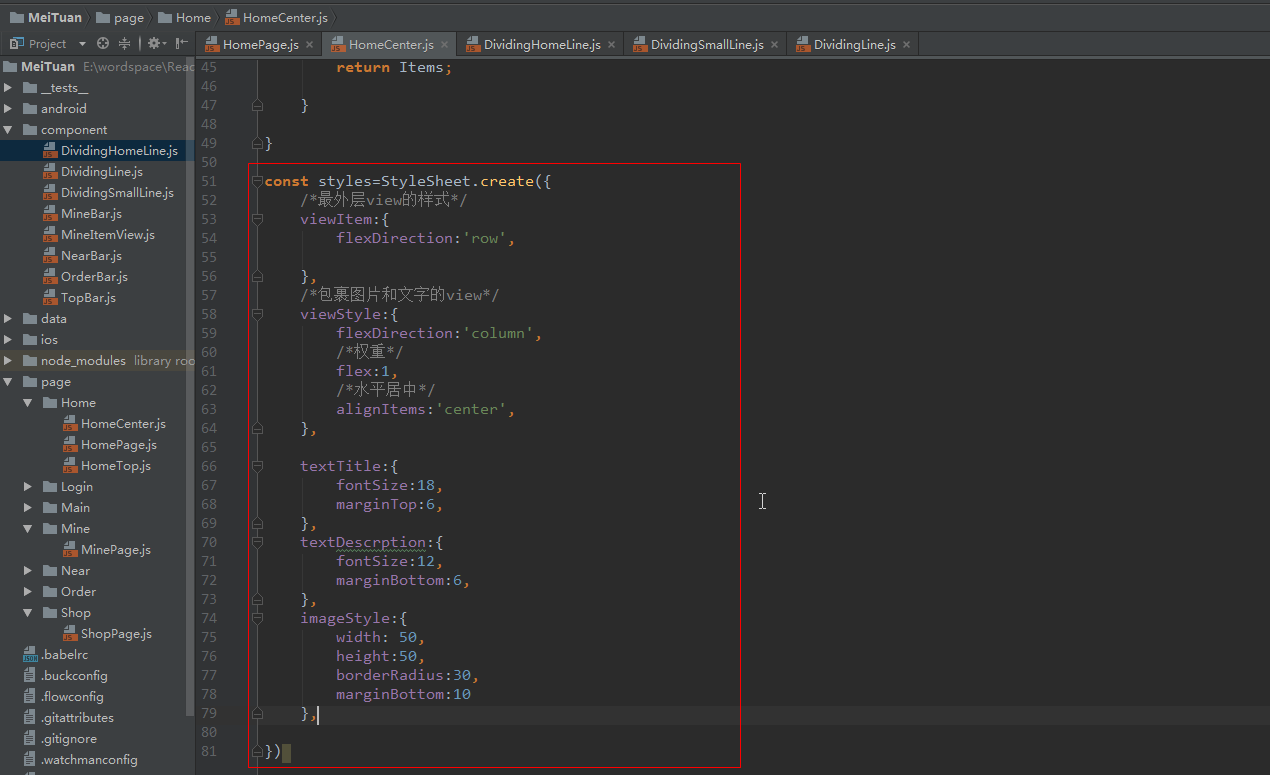 MeiTuan page Home HomeCenter.js
Project HomePage.js HomeCenter.js DividingHomeLine.js DividingSmallLine.js DividingLine.js
MeiTuan E:\wordspace\Reac
__tests__
android
component
DividingHomeLine.js
DividingLine.js
DividingSmallLine.js
MineBar.js
MineItemView.js
NearBar.js
OrderBar.js
TopBar.js
data
ios
node_modules library roo
page
Home
HomeCenter.js
HomePage.js
HomeTop.js
Login
Main
Mine
MinePage.js
Near
Order
Shop
ShopPage.js
.babelrc
.buckconfig
.flowconfig
.gitattributes
.gitignore
.watchmanconfig
45 return Items;
46
47 }
48
49 }
50
51 const styles=StyleSheet.create({
52 /*最外层view的样式*/
53 viewItem:{
54 flexDirection:'row',
55
56 },
57 /*包裹图片和文字的view*/
58 viewStyle:{
59 flexDirection:'column',
60 /*权重*/
61 flex:1,
62 /*水平居中*/
63 alignItems:'center',
64 },
65
66 textTitle:{
67 fontSize:18,
68 marginTop:6,
69 },
70 textDescrption:{
71 fontSize:12,
72 marginBottom:6,
73 },
74 imageStyle:{
75 width: 50,
76 height:50,
77 borderRadius:30,
78 marginBottom:10
79 },
80
81 })